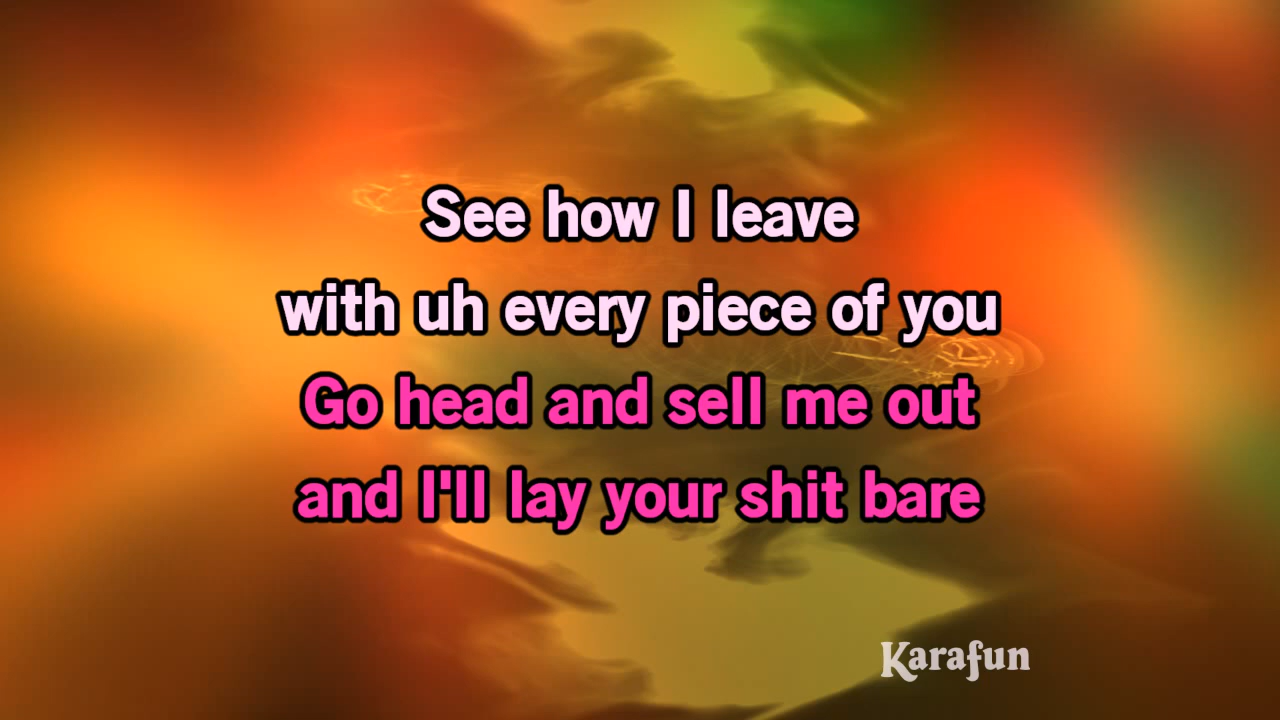 See how I leave
with uh every piece of you
Go head and sell me out
and I'll lay your shit bare
Karafun